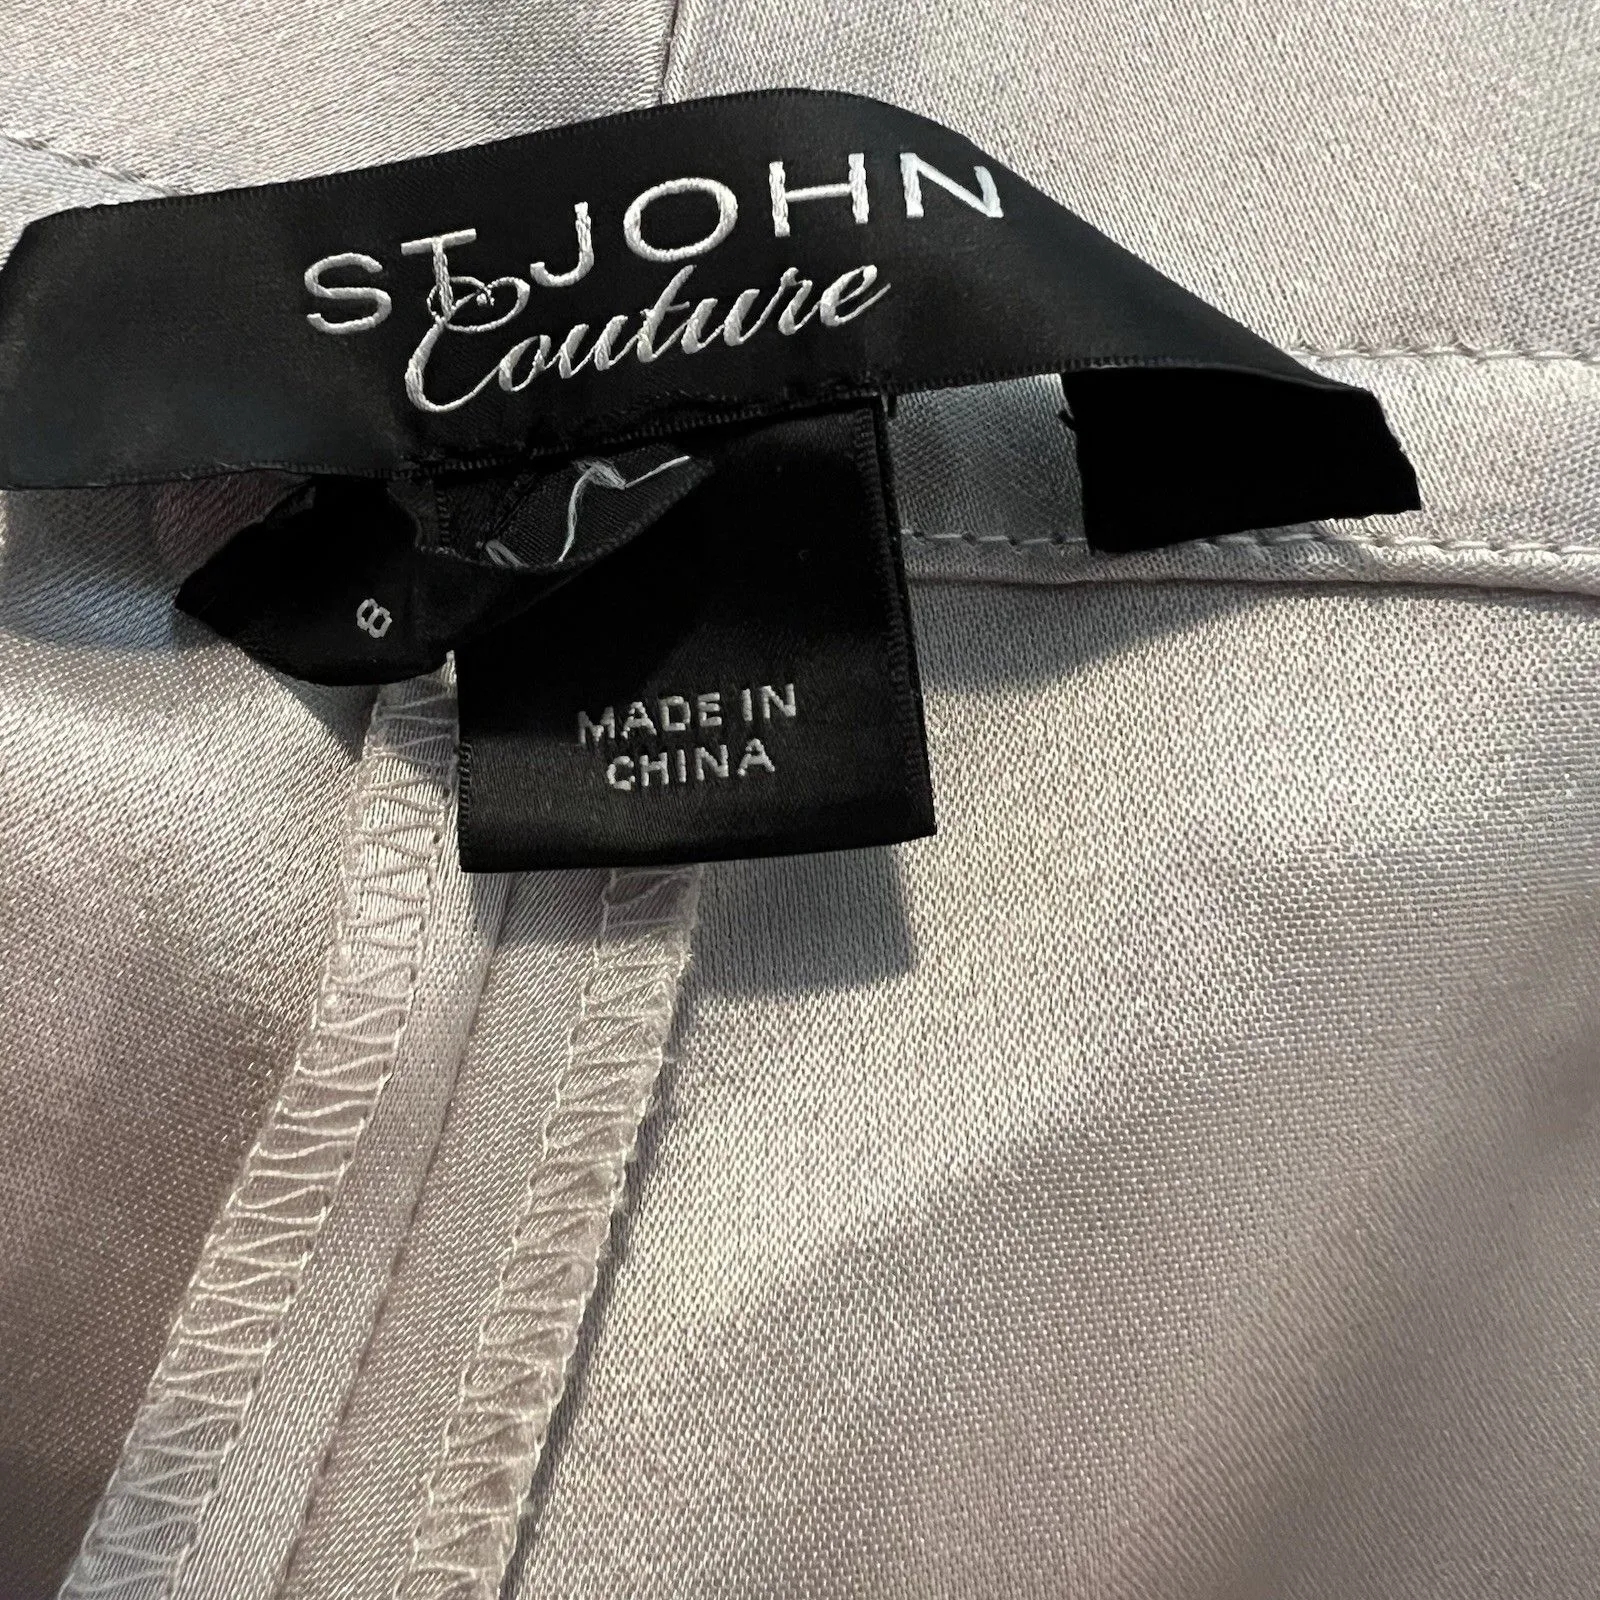 ST. JOHN
Couture
8
MADE IN
CHINA